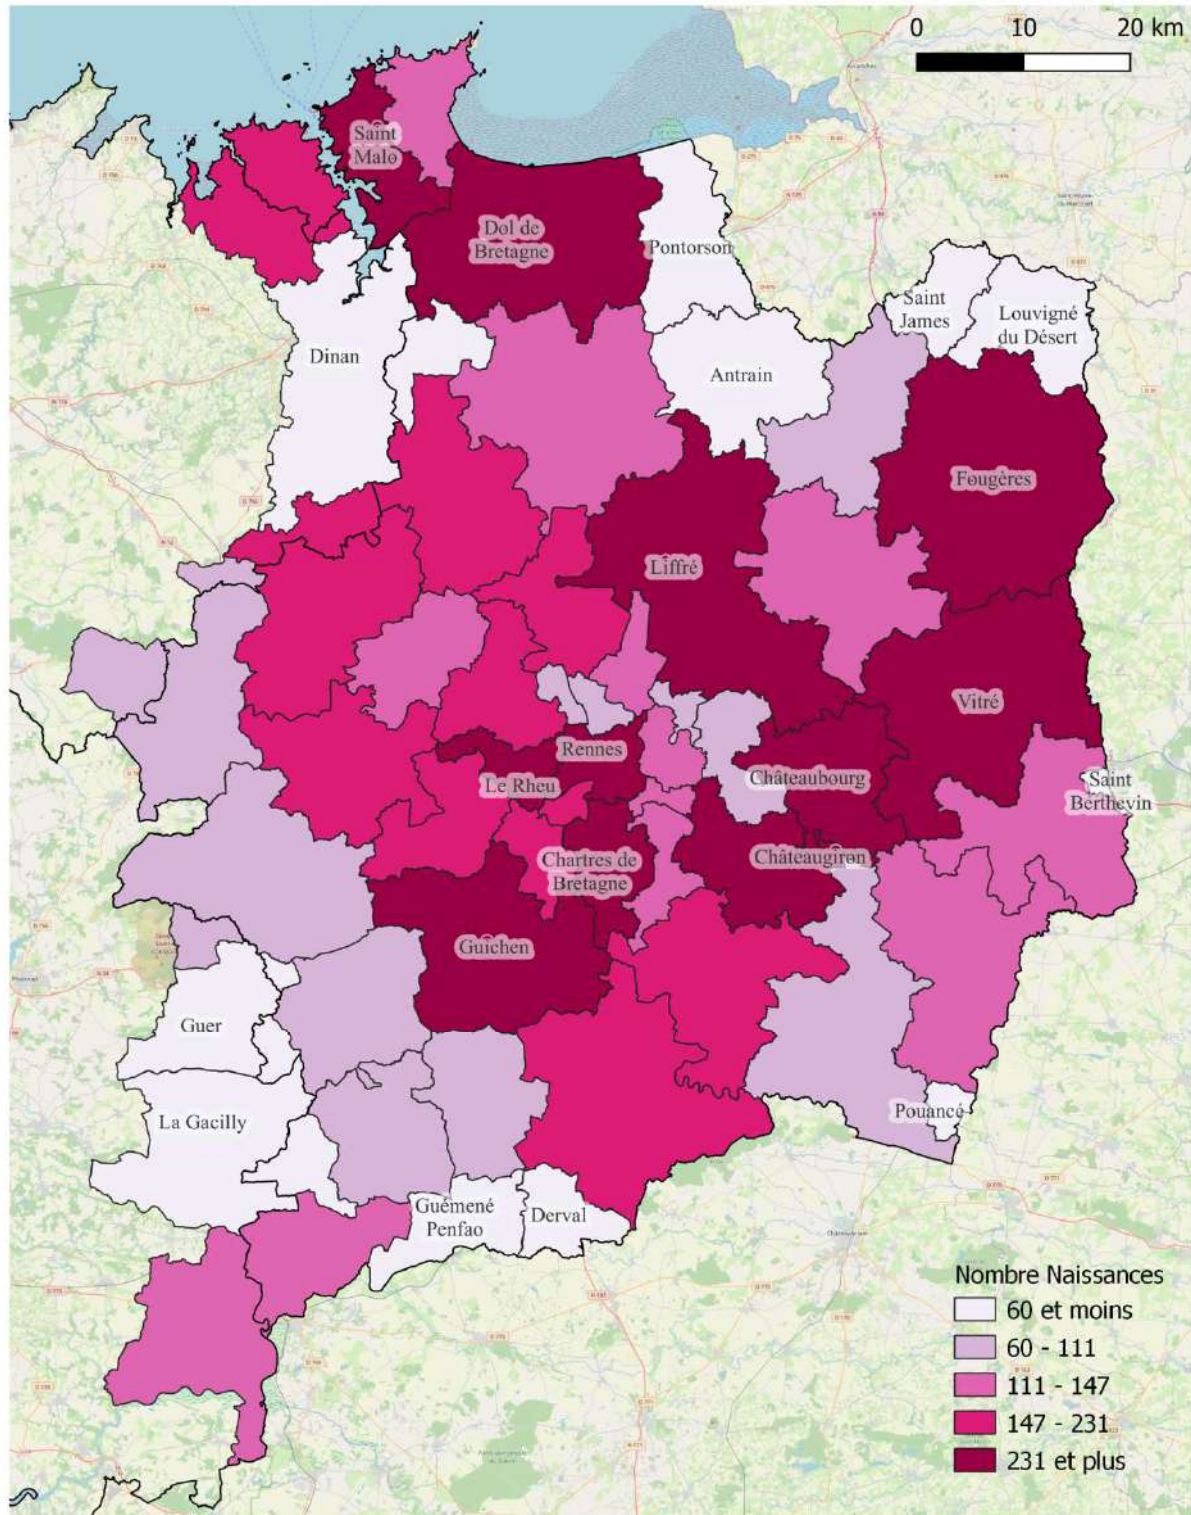 0 10 20 km
Saint
Malo
Dol de
Bretagne
Pontorson
Saint
James
Louvigné
du Désert
Dinan
Antrain
Fougères
Liffré
Vitré
Rennes
Le Rheu
Châteaubourg
Saint
Berthevin
Chartres de
Bretagne
Châteaugiron
Guichen
Guer
La Gacilly
Pouancé
Guémené
Penfao
Derval
Nombre Naissances
60 et moins
60 - 111
111 - 147
147 - 231
231 et plus